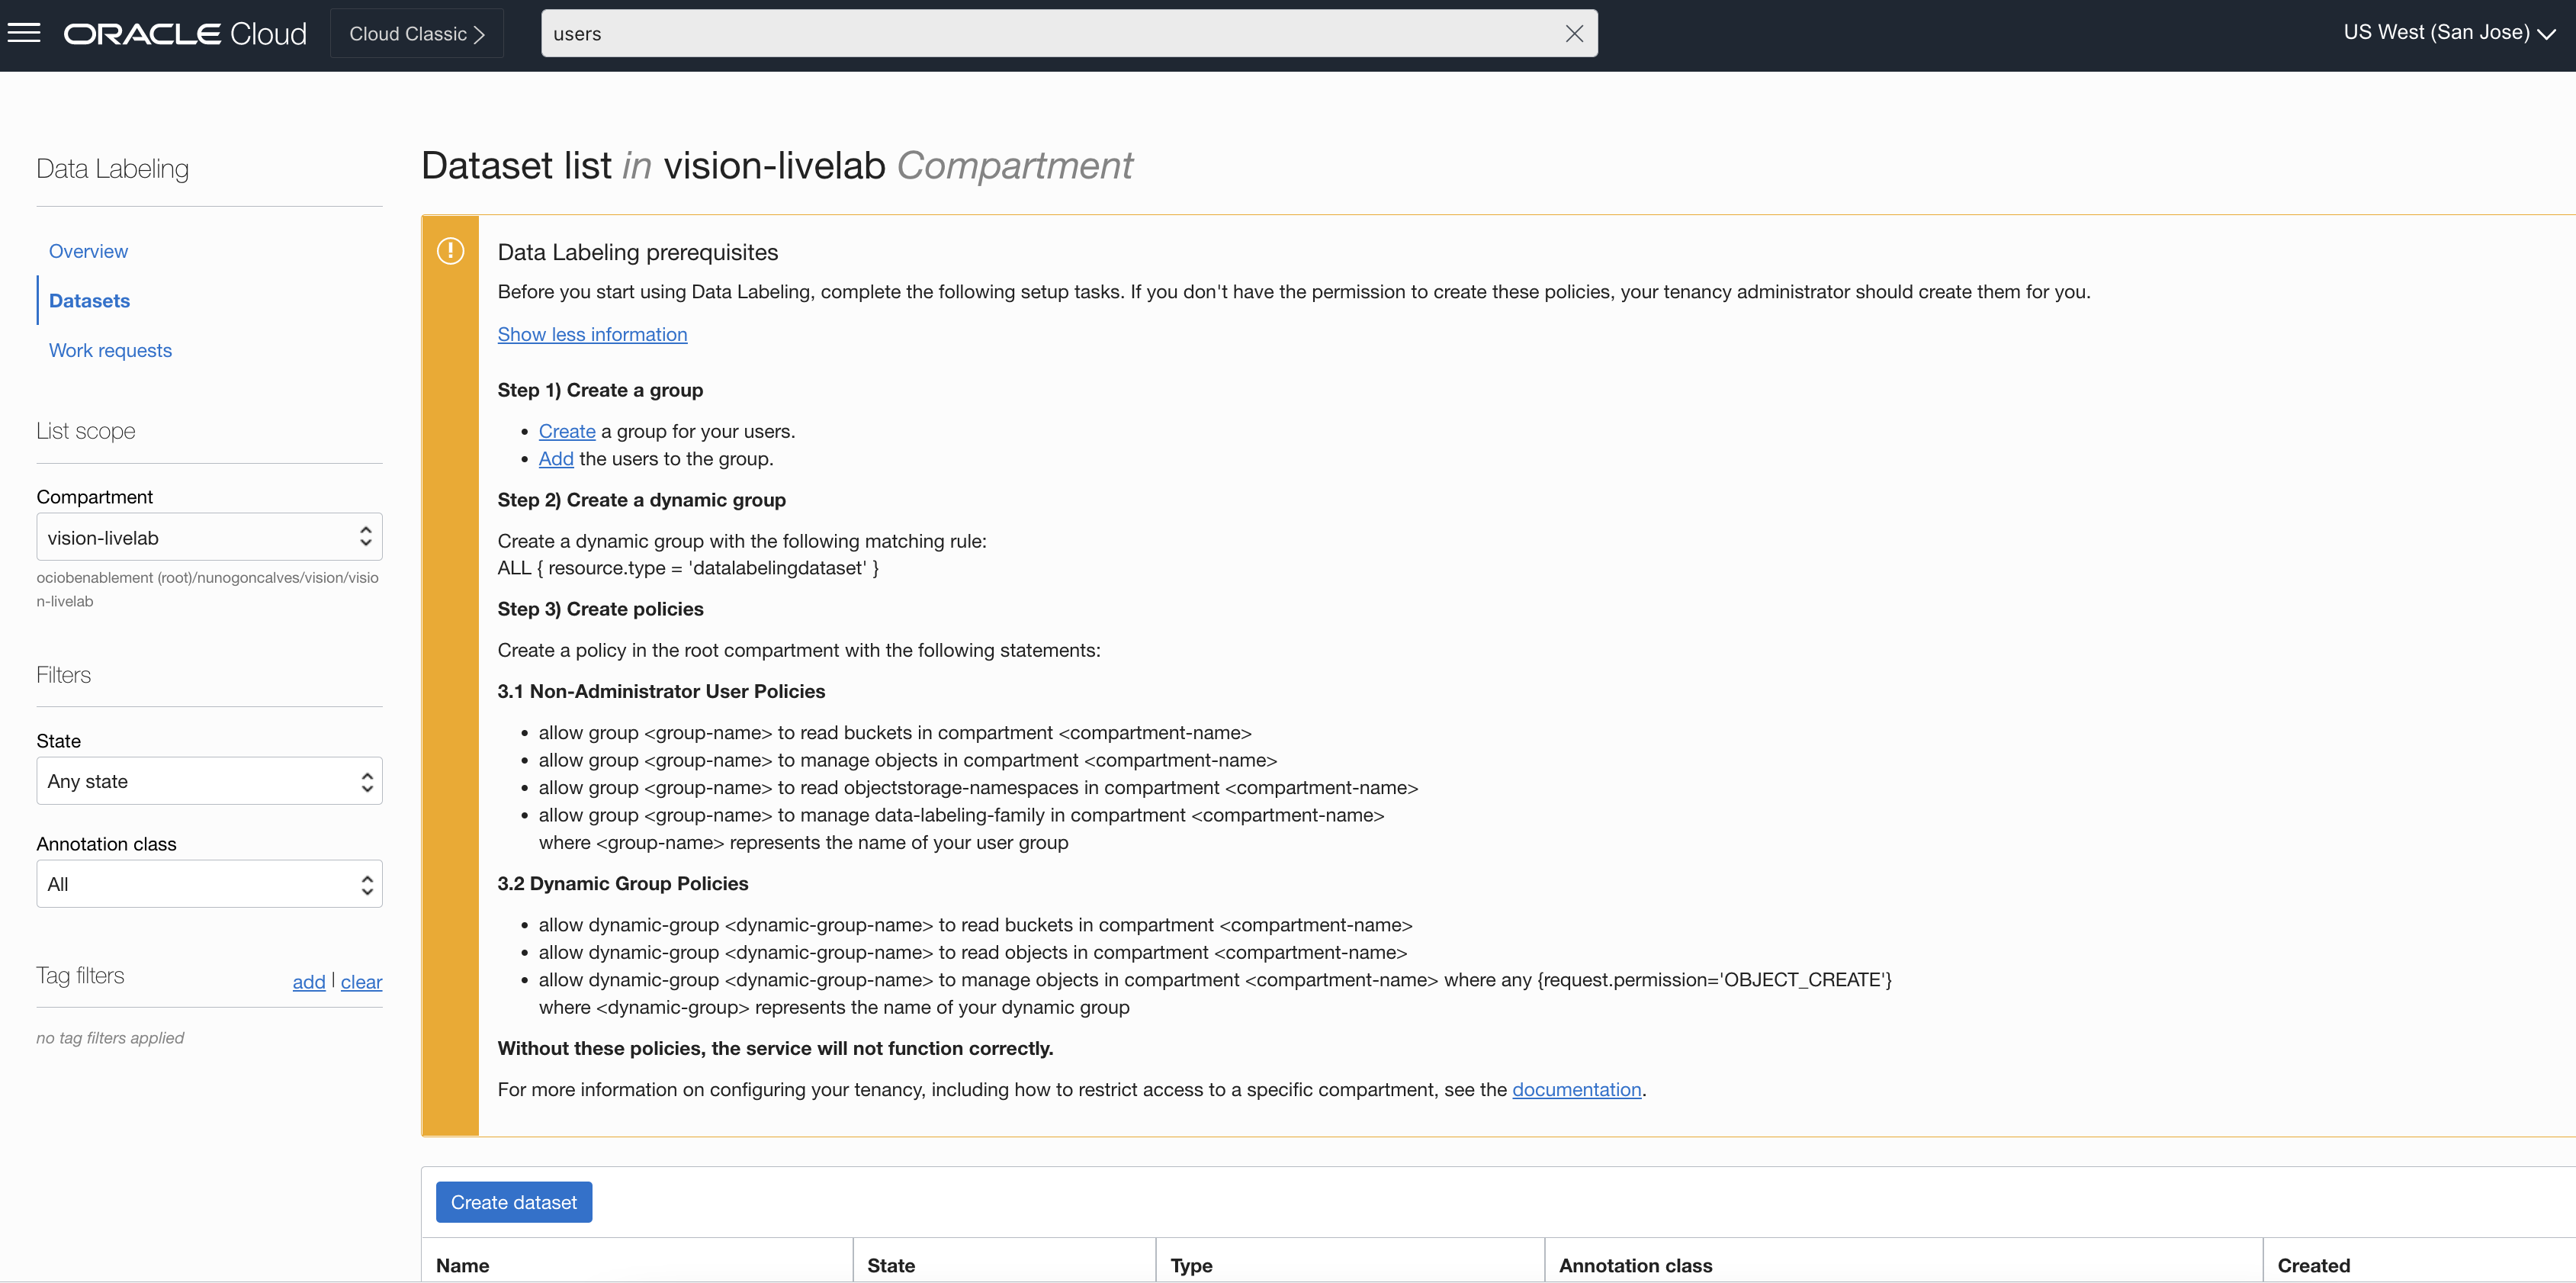 ORACLE Cloud
Cloud Classic
users
US West (San Jose)
Data Labeling
Overview
Datasets
Work requests
List scope
Compartment
vision-livelab
ociobenablement (root)/nunogoncalves/vision/visio
n-livelab
Filters
State
Any state
Annotation class
All
Tag filters
add | clear
no tag filters applied
Dataset list in vision-livelab Compartment
Data Labeling prerequisites
Before you start using Data Labeling, complete the following setup tasks. If you don't have the permission to create these policies, your tenancy administrator should create them for you.
Show less information
Step 1) Create a group
• Create a group for your users.
• Add the users to the group.
Step 2) Create a dynamic group
Create a dynamic group with the following matching rule:
ALL { resource.type = 'datalabelingdataset' }
Step 3) Create policies
Create a policy in the root compartment with the following statements:
3.1 Non-Administrator User Policies
• allow group <group-name> to read buckets in compartment <compartment-name>
• allow group <group-name> to manage objects in compartment <compartment-name>
• allow group <group-name> to read objectstorage-namespaces in compartment <compartment-name>
• allow group <group-name> to manage data-labeling-family in compartment <compartment-name>
where <group-name> represents the name of your user group
3.2 Dynamic Group Policies
• allow dynamic-group <dynamic-group-name> to read buckets in compartment <compartment-name>
• allow dynamic-group <dynamic-group-name> to read objects in compartment <compartment-name>
• allow dynamic-group <dynamic-group-name> to manage objects in compartment <compartment-name> where any {request.permission='OBJECT_CREATE'}
where <dynamic-group> represents the name of your dynamic group
Without these policies, the service will not function correctly.
For more information on configuring your tenancy, including how to restrict access to a specific compartment, see the documentation.
Create dataset
Name
State
Type
Annotation class
Created